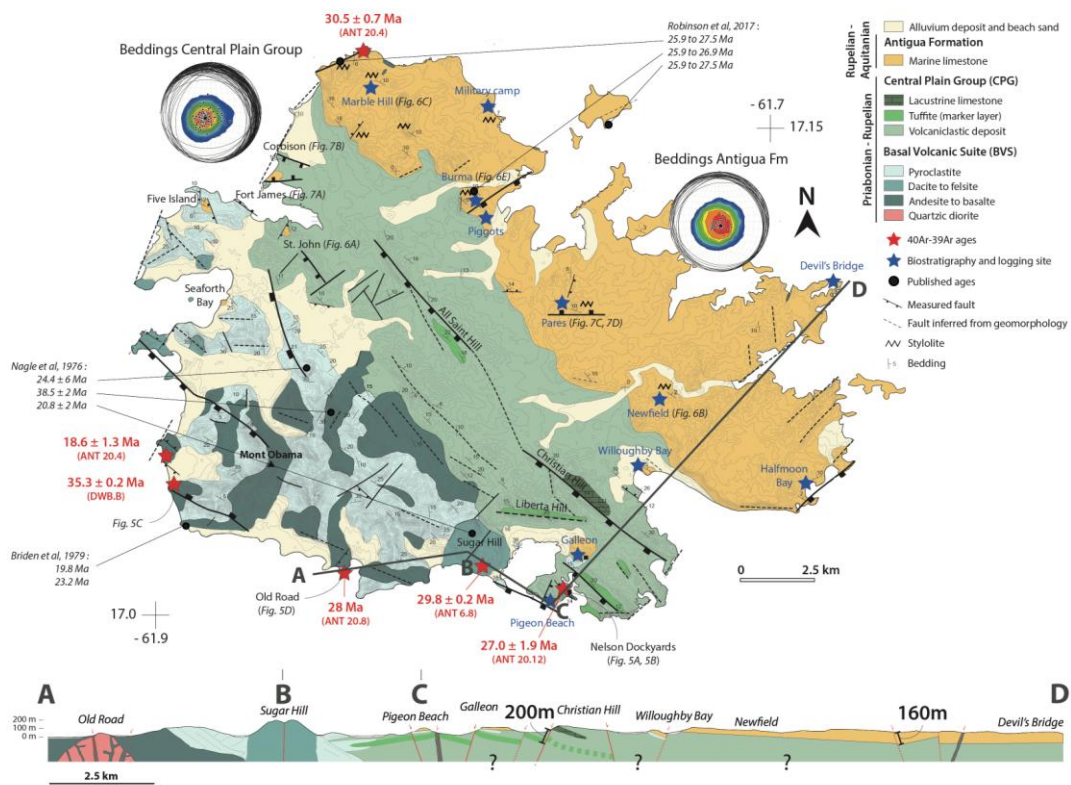 30.5 ± 0.7 Ma
(ANT 20.4)
Robinson et al, 2017 :
25.9 to 27.5 Ma
25.9 to 26.9 Ma
25.9 to 27.5 Ma
Beddings Central Plain Group
Marble Hill (Fig. 6C)
Military camp
- 61.7
17.15
Corbison (Fig. 7B)
Burma (Fig. 6E)
Beddings Antigua Fm
Five Island
Fort James (Fig. 7A)
Piggots
N
St. John (Fig. 6A)
Devil's Bridge
D
Seaforth
Bay
All Saint Hill
Pares (Fig. 7C, 7D)
Nagle et al, 1976 :
24.4 ± 6 Ma
38.5 ± 2 Ma
20.8 ± 2 Ma
Newfield (Fig. 6B)
18.6 ± 1.3 Ma
(ANT 20.4)
Mont Obama
Christian Hill
Willoughby Bay
35.3 ± 0.2 Ma
(DWB.B)
Halfmoon
Bay
Fig. 5C
Liberta Hill
Briden et al, 1979 :
19.8 Ma
23.2 Ma
Sugar Hill
Galleon
A
B
C
0 2.5 km
Old Road
(Fig. 5D)
28 Ma
(ANT 20.8)
29.8 ± 0.2 Ma
(ANT 6.8)
17.0
- 61.9
Pigeon Beach
27.0 ± 1.9 Ma
(ANT 20.12)
Nelson Dockyards
(Fig. 5A, 5B)
Rupelian -
Aquitanian
Priabonian - Rupelian
Alluvium deposit and beach sand
Antigua Formation
Marine limestone
Central Plain Group (CPG)
Lacustrine limestone
Tuffite (marker layer)
Volcaniclastic deposit
Basal Volcanic Suite (BVS)
Pyroclastite
Dacite to felsite
Andesite to basalte
Quartzic diorite
40Ar-39Ar ages
Biostratigraphy and logging site
Published ages
Measured fault
Fault inferred from geomorphology
Stylolite
Bedding
A
B
C
D
200 m
100 m
0 m
Old Road
Sugar Hill
Pigeon Beach
Galleon
200m
Christian Hill
Willoughby Bay
Newfield
160m
Devil's Bridge
? ? ?
2.5 km